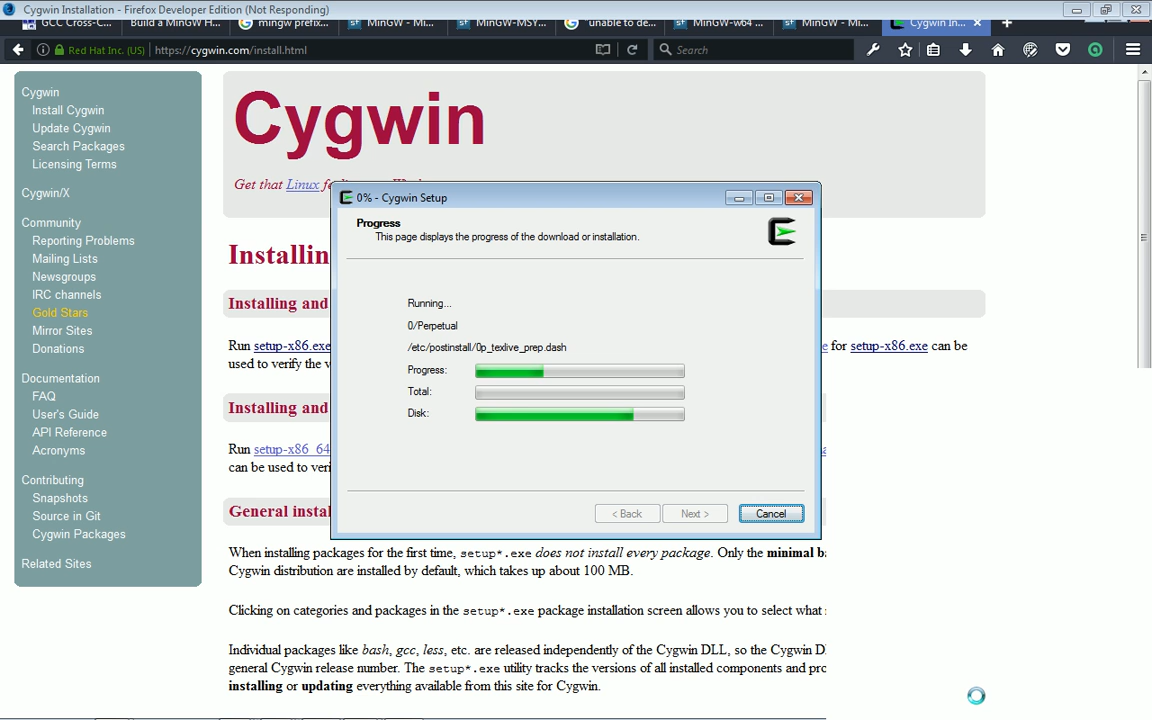 Cygwin Installation - Firefox Developer Edition (Not Responding)
GCC Cross-C... Build a MinGW H... mingw prefix... MinGW - Mi... MinGW-MSY... unable to de... MinGW-w64 ... MinGW - Mi... Cygwin In...
Red Hat Inc. (US) https://cygwin.com/install.html Search
Cygwin
Install Cygwin
Update Cygwin
Search Packages
Licensing Terms
Cygwin/X
Community
Reporting Problems
Mailing Lists
Newsgroups
IRC channels
Gold Stars
Mirror Sites
Donations
Documentation
FAQ
User's Guide
API Reference
Acronyms
Contributing
Snapshots
Source in Git
Cygwin Packages
Related Sites
Cygwin
Get that Linux
Installin
Installing and
Run setup-x86.exe for setup-x86.exe can be
used to verify the v
Installing and
Run setup-x86_64
can be used to veri
General instal
When installing packages for the first time, setup*.exe does not install every package. Only the minimal b
Cygwin distribution are installed by default, which takes up about 100 MB.
Clicking on categories and packages in the setup*.exe package installation screen allows you to select what
Individual packages like bash, gcc, less, etc. are released independently of the Cygwin DLL, so the Cygwin D
general Cygwin release number. The setup*.exe utility tracks the versions of all installed components and pro
installing or updating everything available from this site for Cygwin.
0% - Cygwin Setup
Progress
This page displays the progress of the download or installation.
Running...
0/Perpetual
/etc/postinstall/0p_texlive_prep.dash
Progress:
Total:
Disk:
< Back Next > Cancel